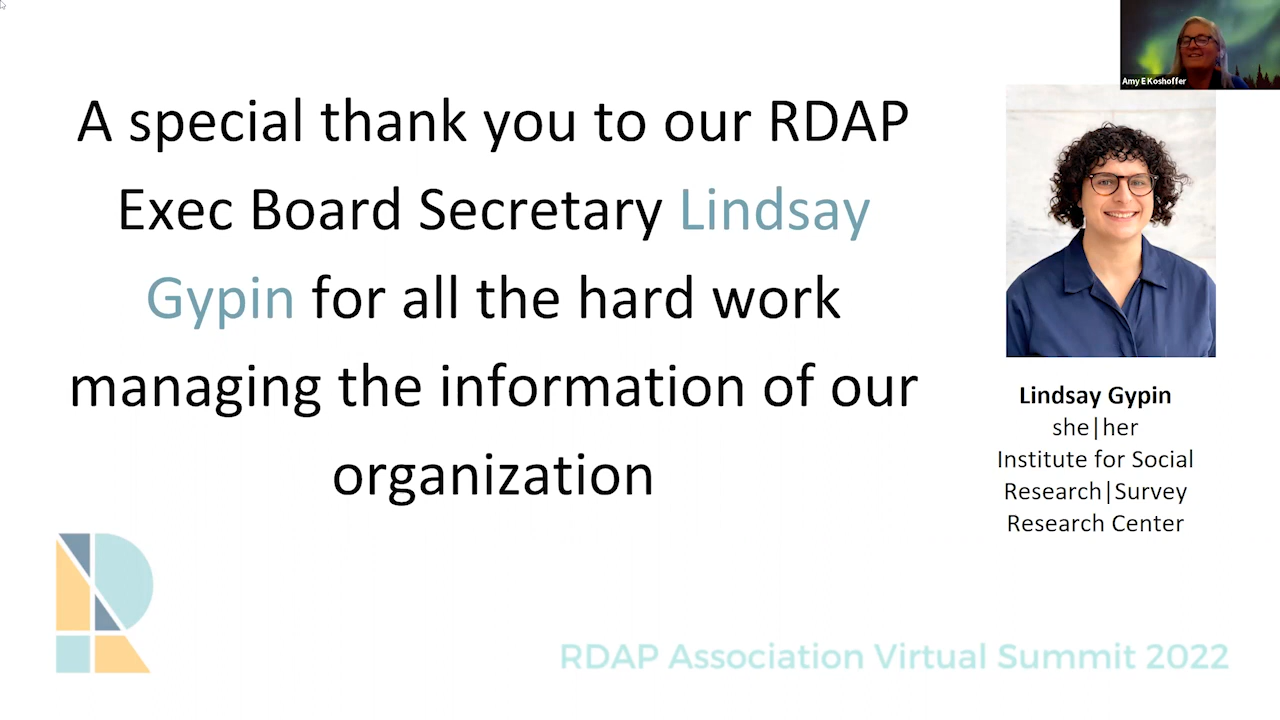 Amy E Koshoffer
A special thank you to our RDAP
Exec Board Secretary Lindsay
Gypin for all the hard work
managing the information of our
organization
Lindsay Gypin
she|her
Institute for Social
Research|Survey
Research Center
RDAP Association Virtual Summit 2022